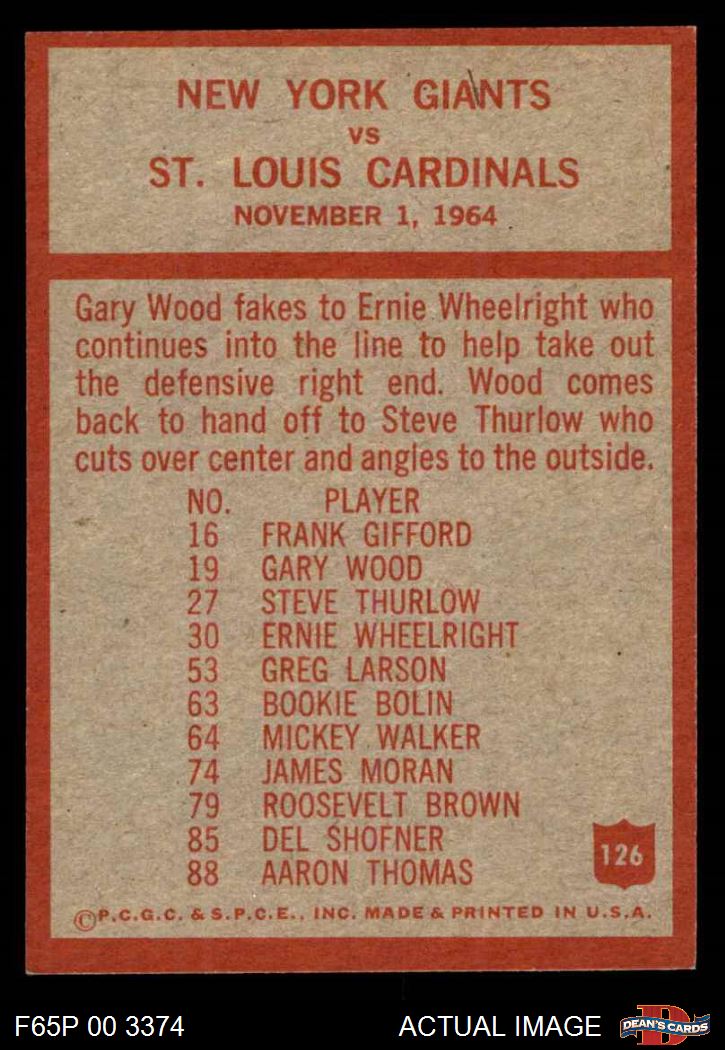 NEW YORK GIANTS
VS
ST. LOUIS CARDINALS
NOVEMBER 1, 1964
Gary Wood fakes to Ernie Wheelright who
continues into the line to help take out
the defensive right end. Wood comes
back to hand off to Steve Thurlow who
cuts over center and angles to the outside.
NO. PLAYER
16 FRANK GIFFORD
19 GARY WOOD
27 STEVE THURLOW
30 ERNIE WHEELRIGHT
53 GREG LARSON
63 BOOKIE BOLIN
64 MICKEY WALKER
74 JAMES MORAN
79 ROOSEVELT BROWN
85 DEL SHOFNER
88 AARON THOMAS
126
©P.C.G.C. & S.P.C.E., INC. MADE & PRINTED IN U.S.A.
F65P 00 3374 ACTUAL IMAGE
D
DEAN'S CARDS